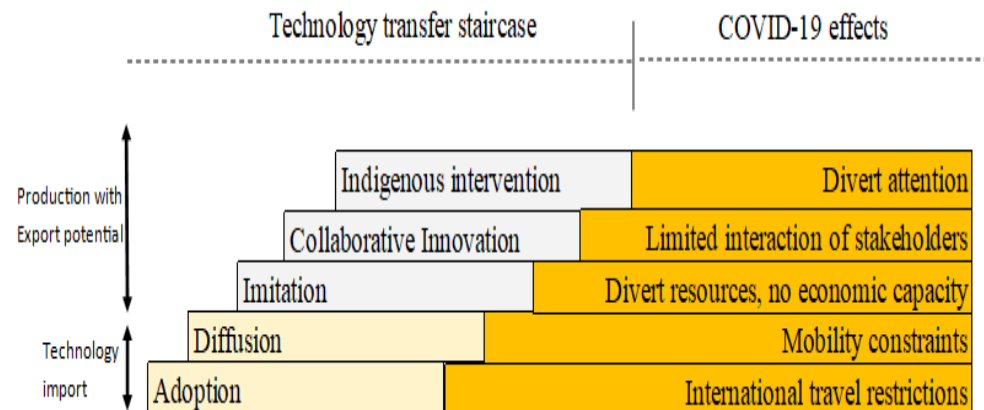 Technology transfer staircase
COVID-19 effects
Production with
Export potential
Indigenous intervention
Divert attention
Collaborative Innovation
Limited interaction of stakeholders
Imitation
Divert resources, no economic capacity
Technology
import
Diffusion
Mobility constraints
Adoption
International travel restrictions